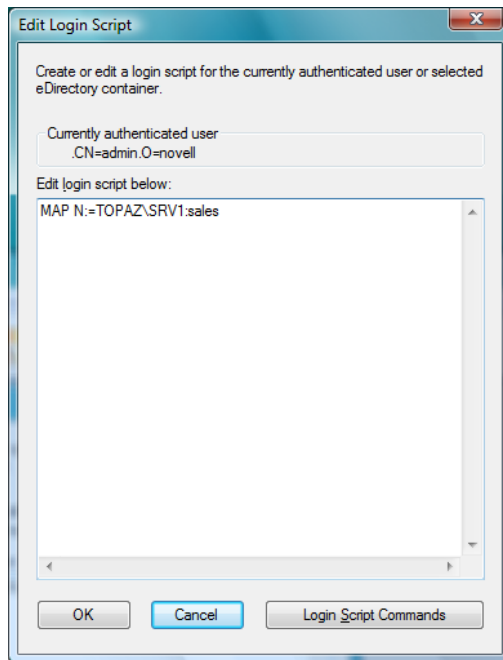 Edit Login Script
Create or edit a login script for the currently authenticated user or selected
eDirectory container.
Currently authenticated user
.CN=admin.O=novell
Edit login script below:
MAP N:=TOPAZ\SRV1:sales
OK
Cancel
Login Script Commands